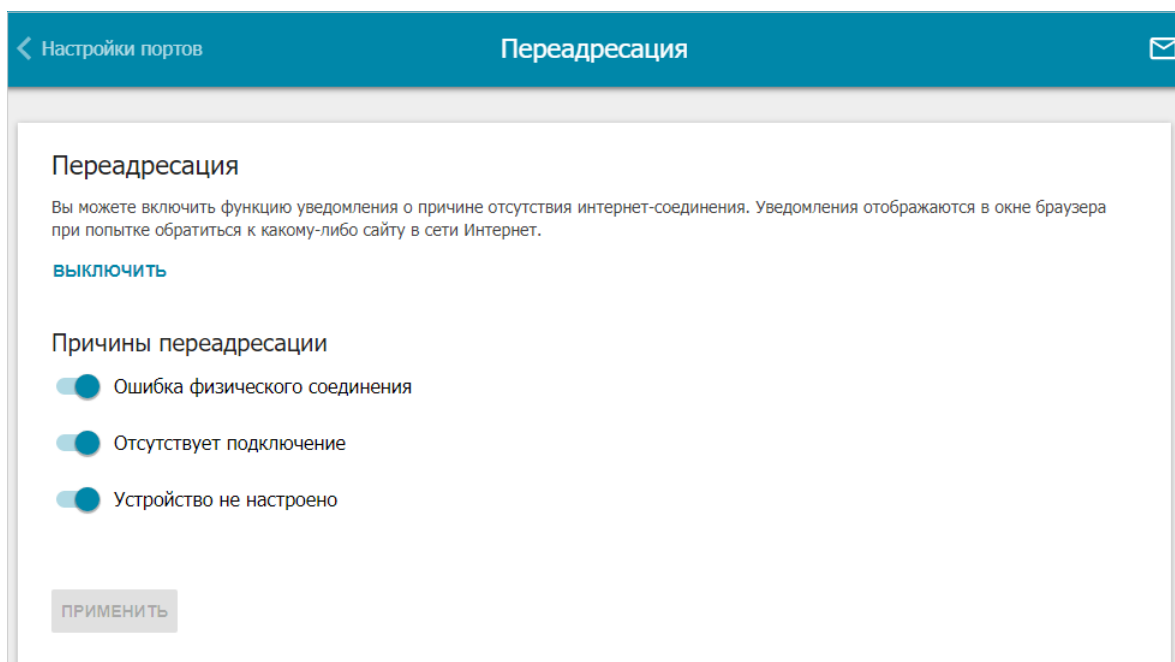 Настройки портов
Переадресация
Переадресация
Вы можете включить функцию уведомления о причине отсутствия интернет-соединения. Уведомления отображаются в окне браузера
при попытке обратиться к какому-либо сайту в сети Интернет.
ВЫКЛЮЧИТЬ
Причины переадресации
Ошибка физического соединения
Отсутствует подключение
Устройство не настроено
ПРИМЕНИТЬ